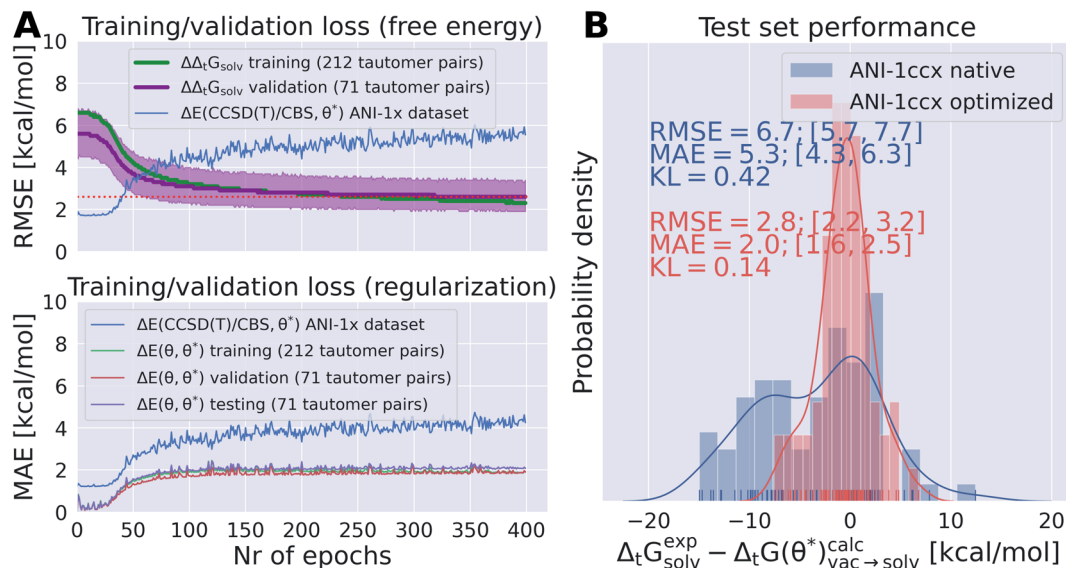 A
Training/validation loss (free energy)
10
8
6
4
2
0
RMSE [kcal/mol]
ΔΔₜG_solv training (212 tautomer pairs)
ΔΔₜG_solv validation (71 tautomer pairs)
ΔE(CCSD(T)/CBS, θ*) ANI-1x dataset
Training/validation loss (regularization)
10
8
6
4
2
0
MAE [kcal/mol]
ΔE(CCSD(T)/CBS, θ*) ANI-1x dataset
ΔE(θ, θ*) training (212 tautomer pairs)
ΔE(θ, θ*) validation (71 tautomer pairs)
ΔE(θ, θ*) testing (71 tautomer pairs)
0 50 100 150 200 250 300 350 400
Nr of epochs
B
Test set performance
ANI-1ccx native
ANI-1ccx optimized
RMSE = 6.7; [5.7, 7.7]
MAE = 5.3; [4.3, 6.3]
KL = 0.42
RMSE = 2.8; [2.2, 3.2]
MAE = 2.0; [1.6, 2.5]
KL = 0.14
Probability density
−20 −10 0 10 20
ΔₜG_solv^exp − ΔₜG(θ*)_vac→solv^calc [kcal/mol]